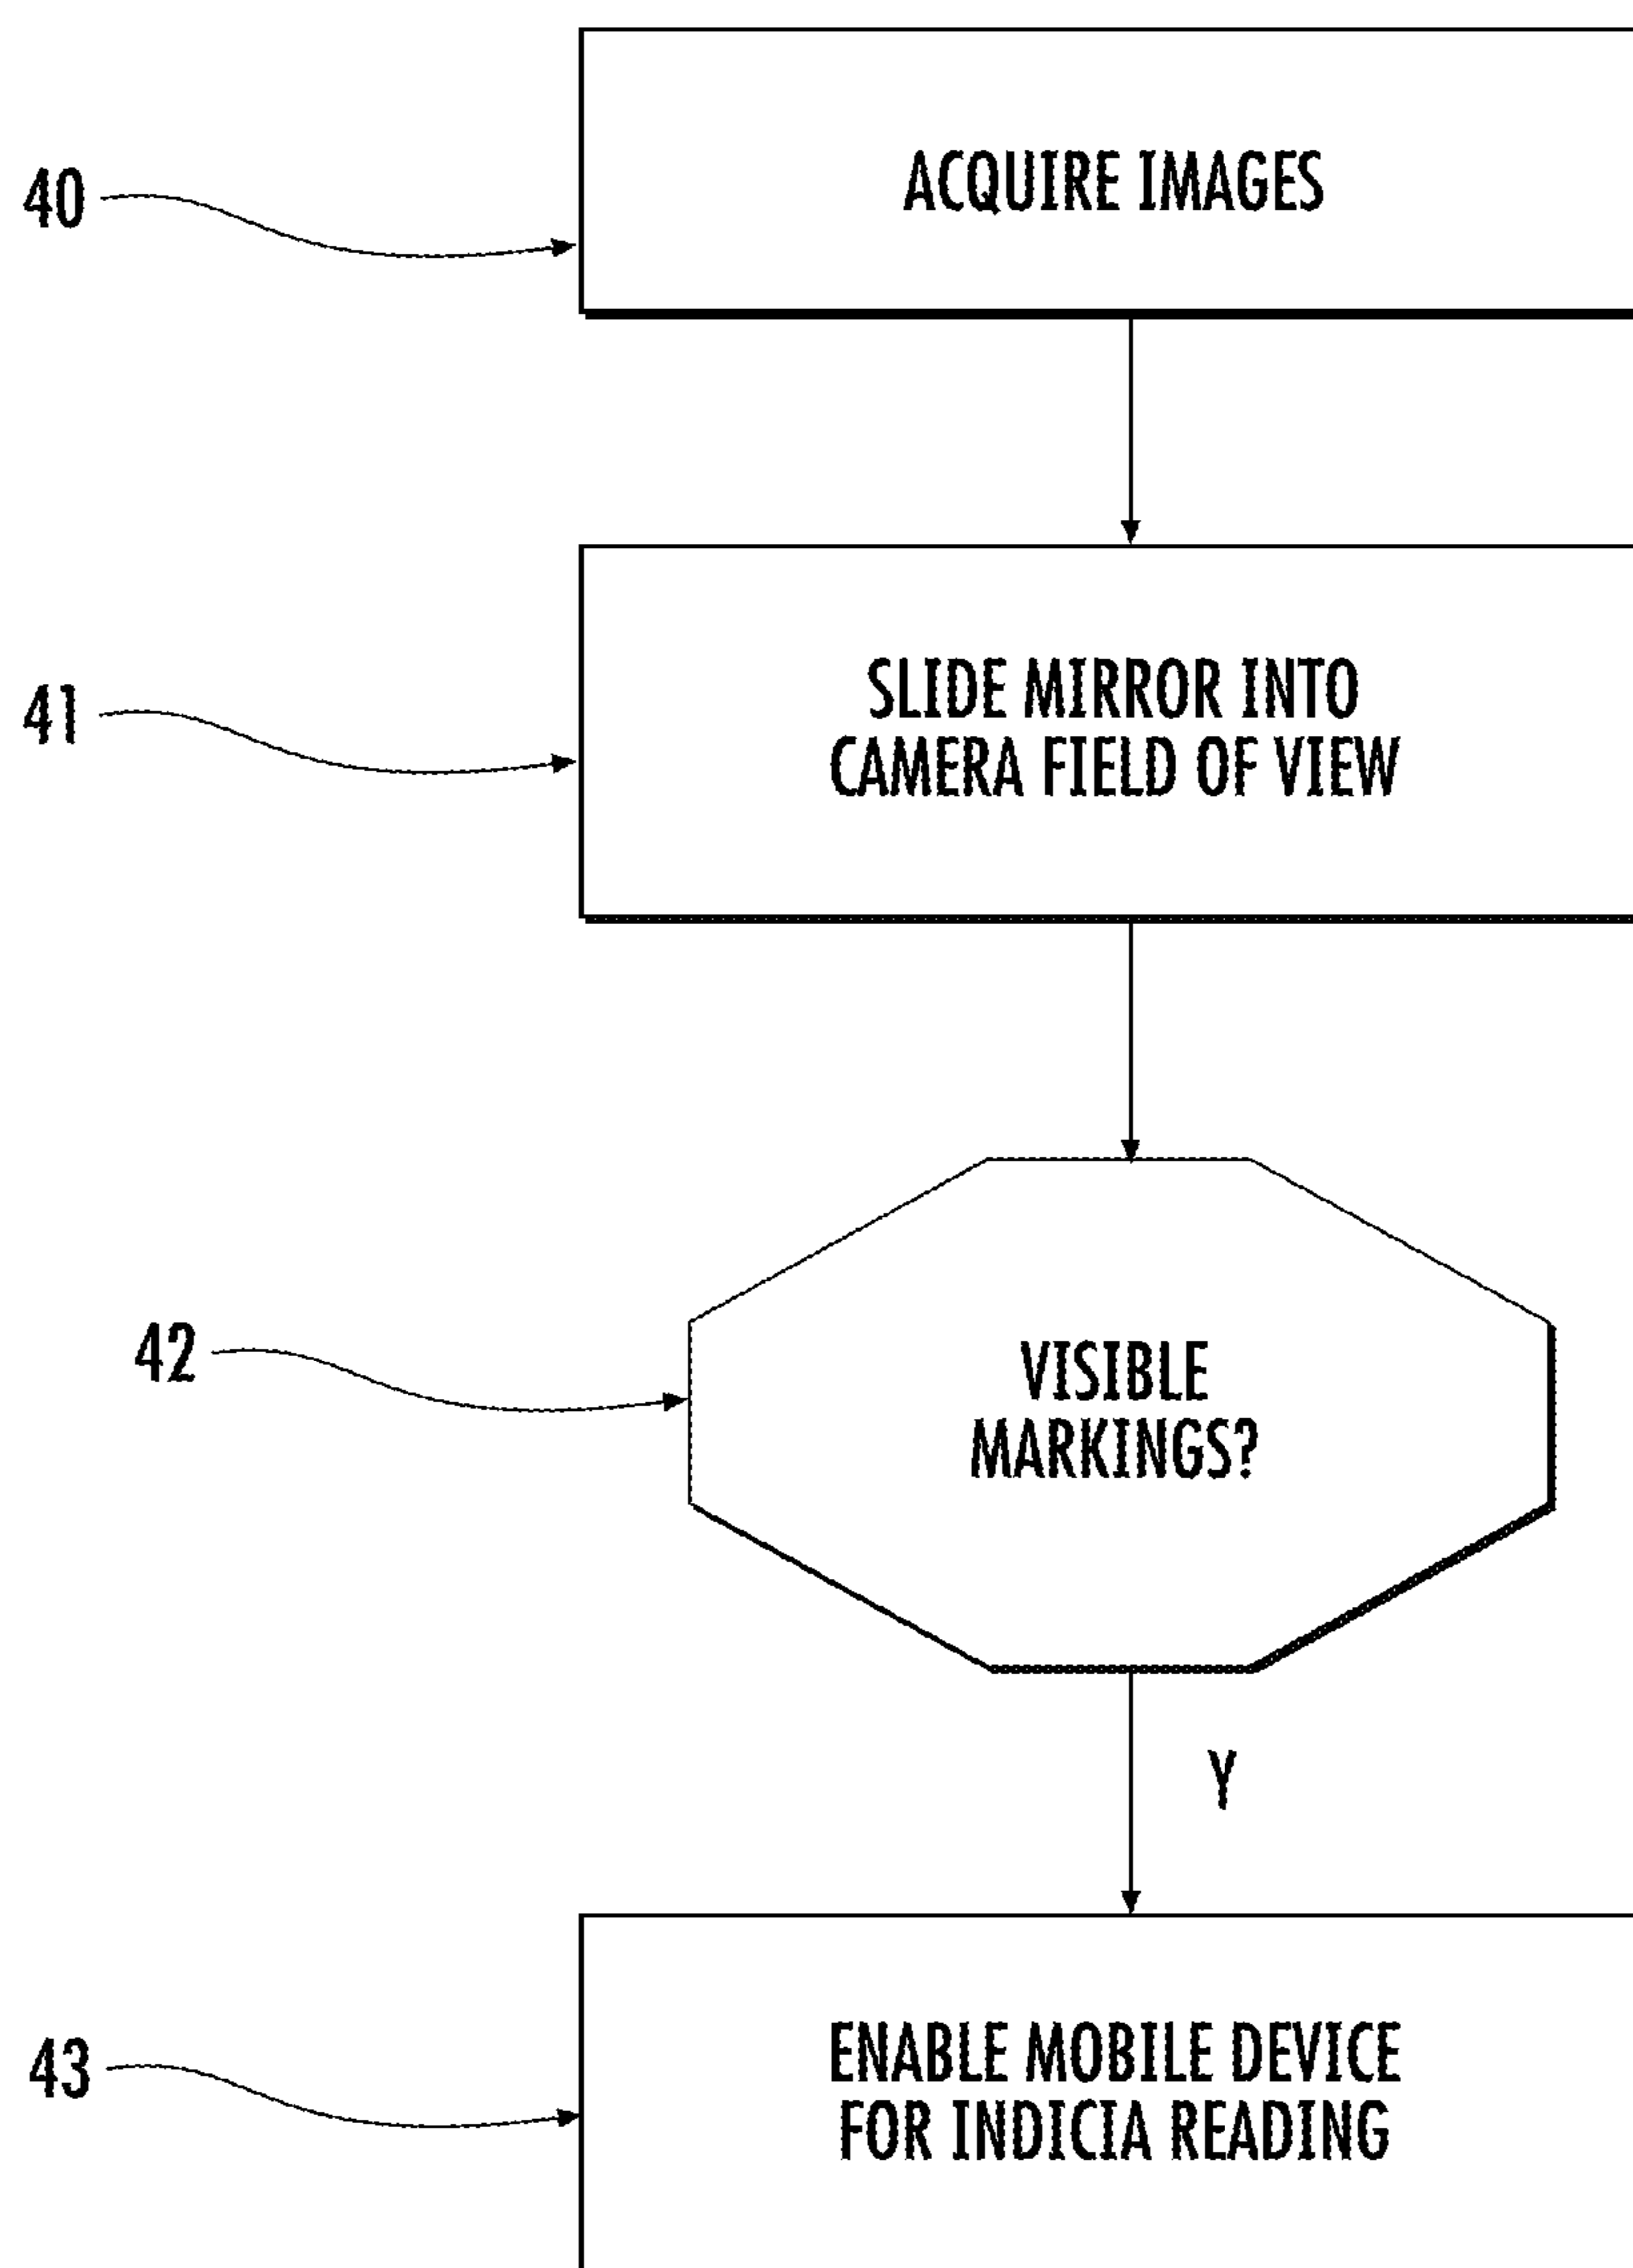 40
ACQUIRE IMAGES
41
SLIDE MIRROR INTO
CAMERA FIELD OF VIEW
42
VISIBLE
MARKINGS?
Y
43
ENABLE MOBILE DEVICE
FOR INDICIA READING